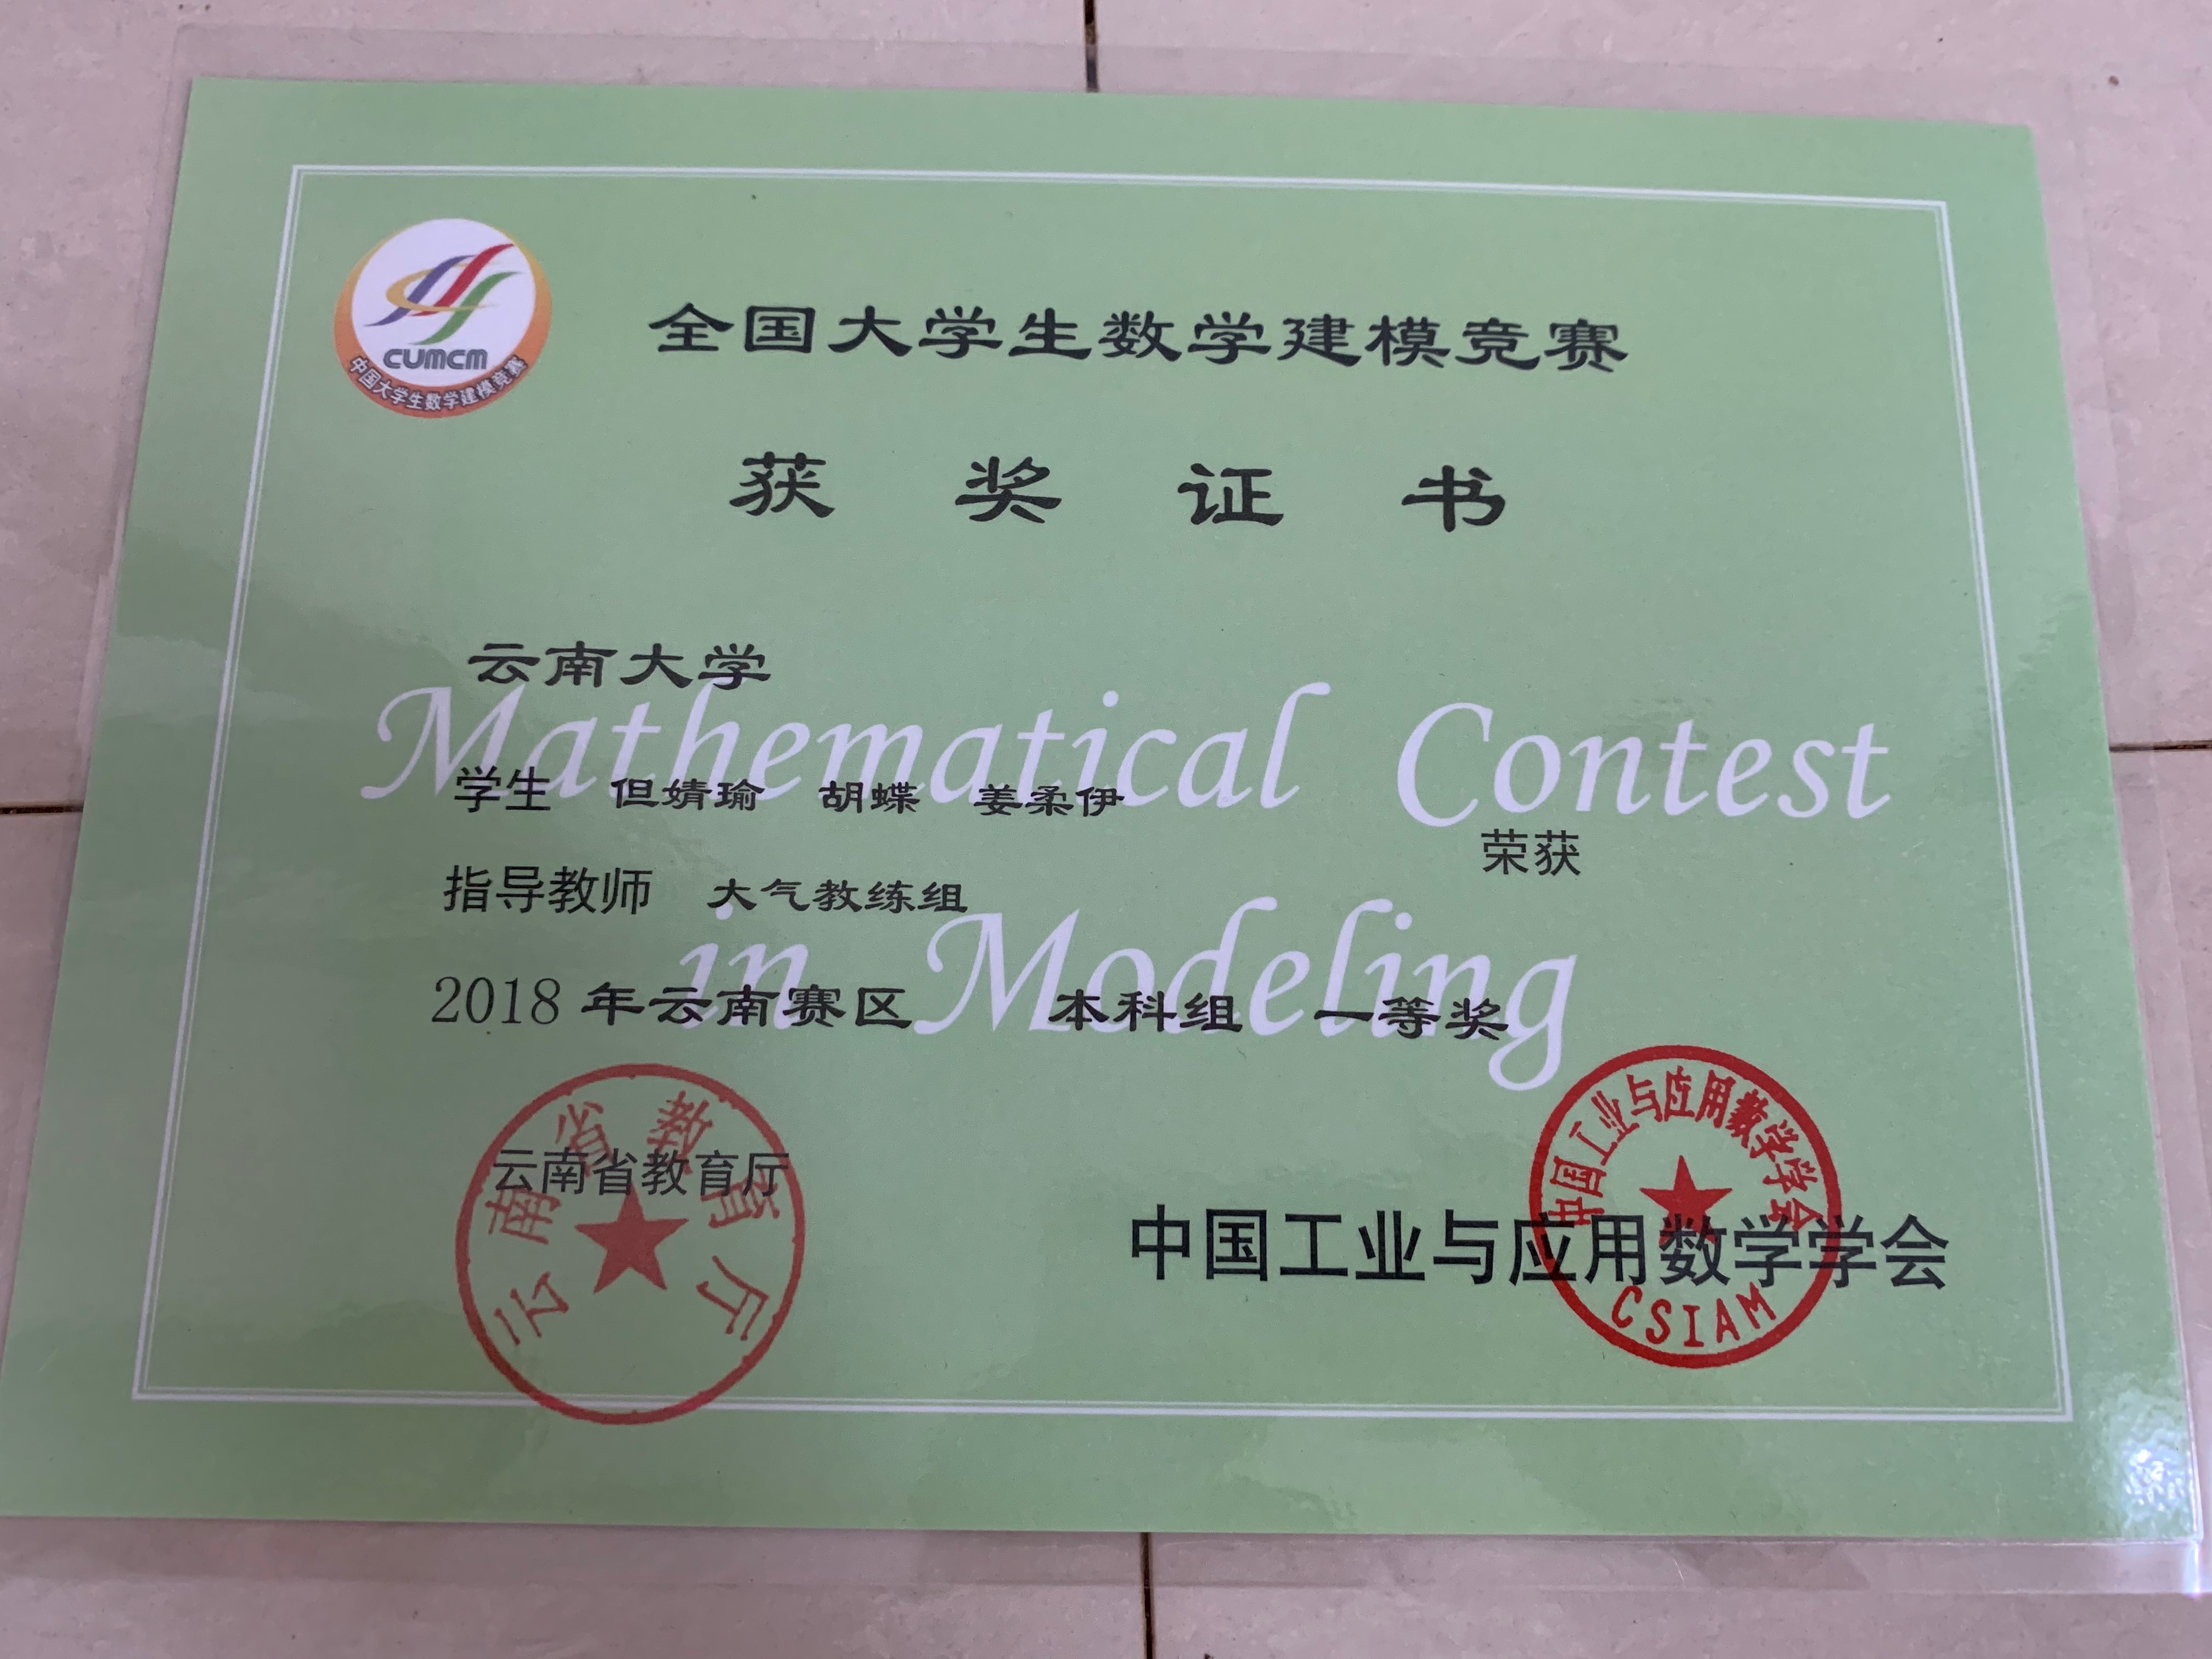 CUMCM
中国大学生数学建模竞赛
全国大学生数学建模竞赛
获奖证书
云南大学
Mathematical Contest
学生 但婧瑜 胡蝶 姜柔伊
荣获
指导教师 大气教练组
in Modeling
2018 年云南赛区 本科组 一等奖
云南省教育厅
云南省教育厅
中国工业与应用数学学会
中国工业与应用数学学会
CSIAM